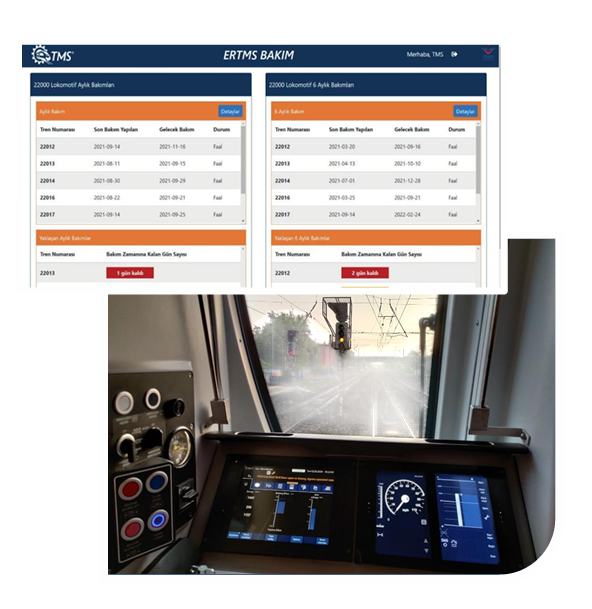 TMS
ERTMS BAKIM
Merhaba, TMS
22000 Lokomotif Aylık Bakımları
Aylık Bakım
Detaylar
Tren Numarası Son Bakım Yapılan Gelecek Bakım Durum
22012 2021-09-14 2021-11-16 Faal
22013 2021-08-11 2021-09-15 Faal
22014 2021-08-30 2021-09-29 Faal
22016 2021-08-22 2021-09-21 Faal
22017 2021-09-14 2021-09-25 Faal
Yaklaşan Aylık Bakımlar
Tren Numarası Bakım Zamanına Kalan Gün Sayısı
22013 1 gün kaldı
22000 Lokomotif 6 Aylık Bakımları
6 Aylık Bakım
Detaylar
Tren Numarası Son Bakım Yapılan Gelecek Bakım Durum
22012 2021-03-20 2021-09-16 Faal
22013 2021-04-13 2021-10-10 Faal
22014 2021-07-01 2021-12-28 Faal
22016 2021-03-25 2021-09-21 Faal
22017 2021-09-14 2022-02-24 Faal
Yaklaşan 6 Aylık Bakımlar
Tren Numarası Bakım Zamanına Kalan Gün Sayısı
22012 2 gün kaldı